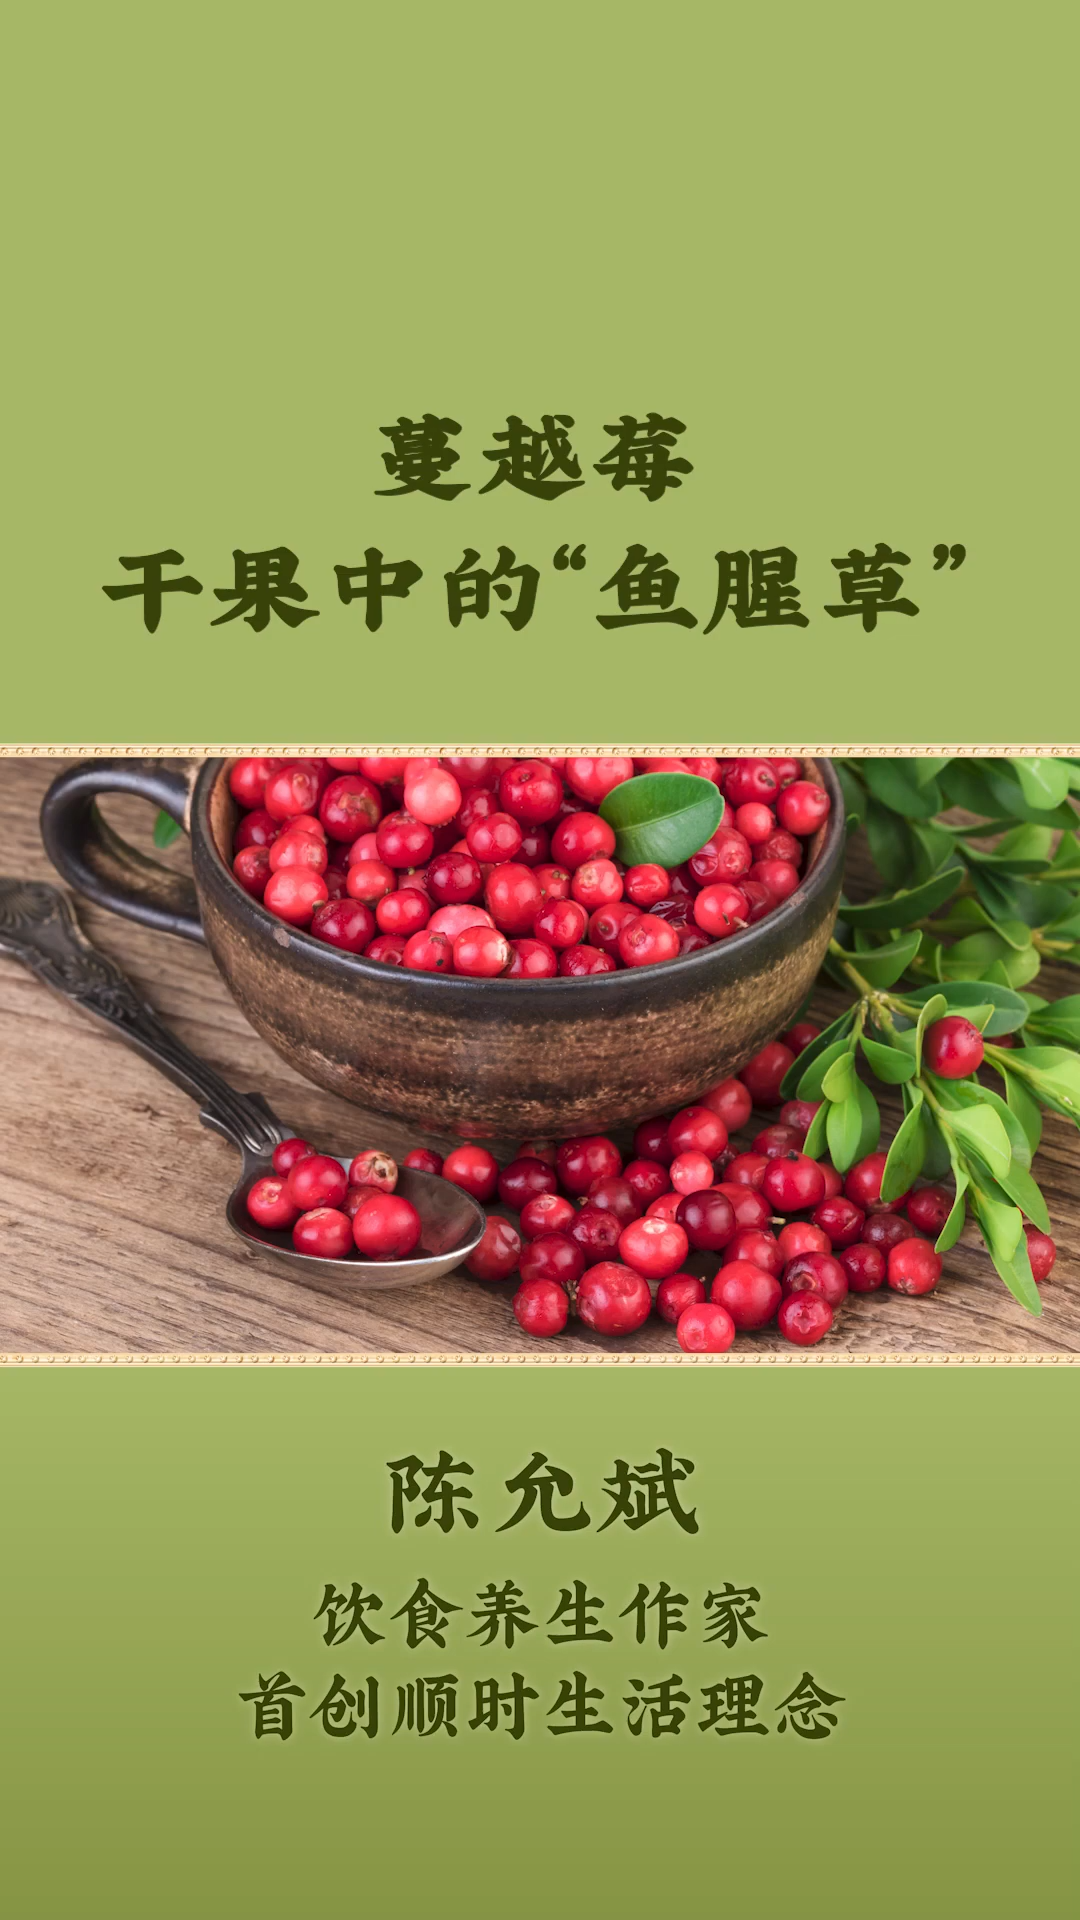 蔓越莓
干果中的“鱼腥草”
陈允斌
饮食养生作家
首创顺时生活理念